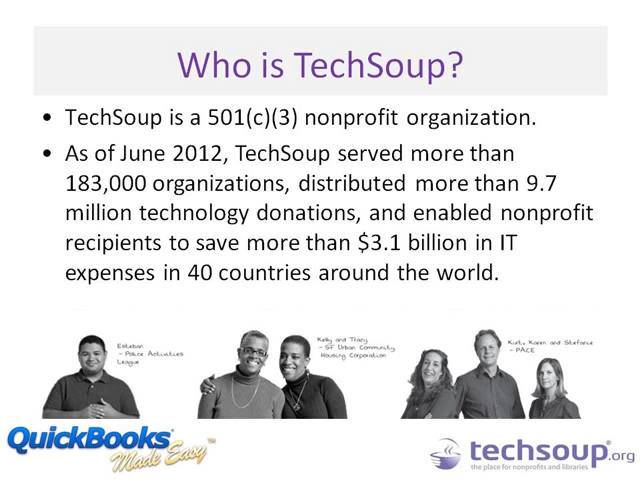 Who is TechSoup?
• TechSoup is a 501(c)(3) nonprofit organization.
• As of June 2012, TechSoup served more than
183,000 organizations, distributed more than 9.7
million technology donations, and enabled nonprofit
recipients to save more than $3.1 billion in IT
expenses in 40 countries around the world.
Esteban
- Police Activities
League
Kelly and Tracy
- SF Urban Community
Housing Corporation
Kurt, Karen and Stefanie
- PACE
QuickBooks
Made Easy™
techsoup.org
the place for nonprofits and libraries